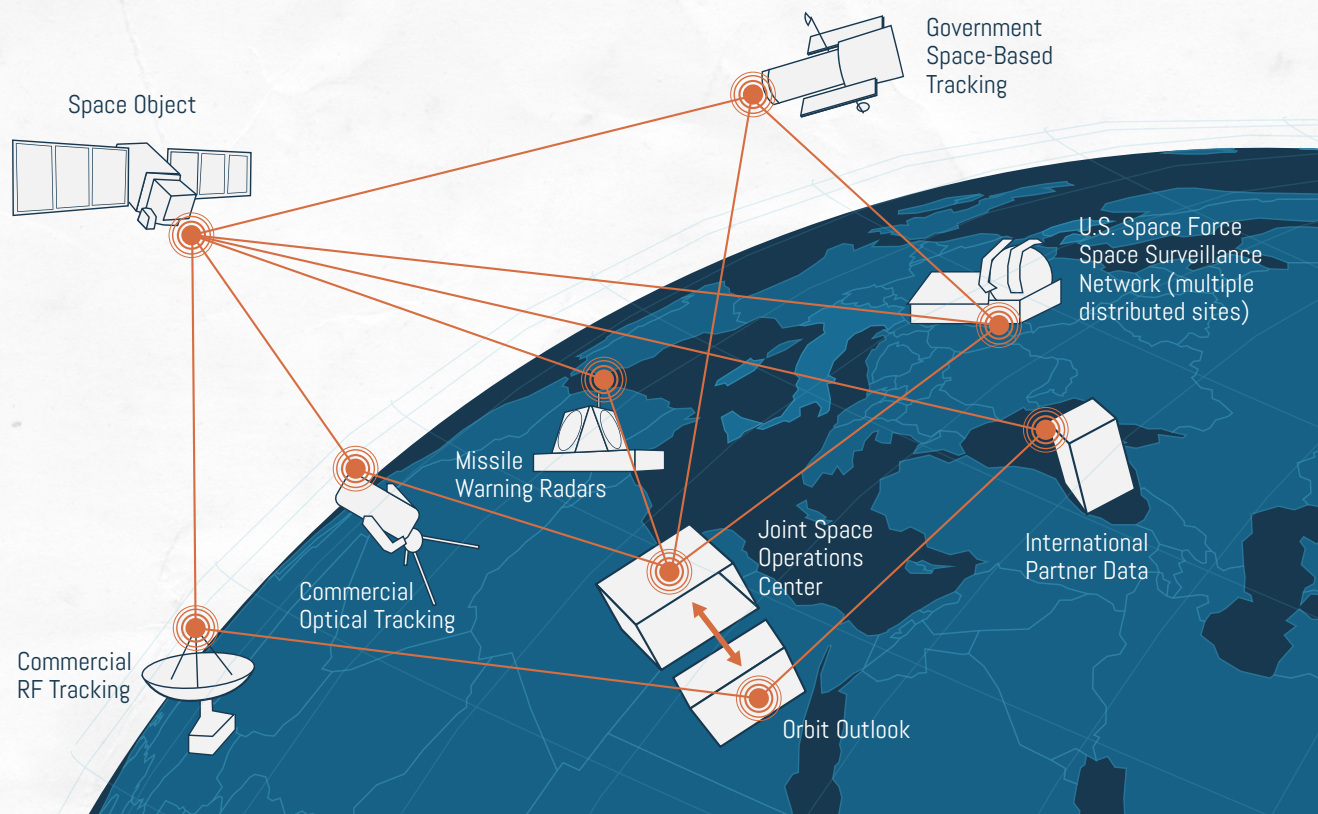 Government
Space-Based
Tracking
Space Object
U.S. Space Force
Space Surveillance
Network (multiple
distributed sites)
Missile
Warning Radars
Joint Space
Operations
Center
International
Partner Data
Commercial
Optical Tracking
Commercial
RF Tracking
Orbit Outlook